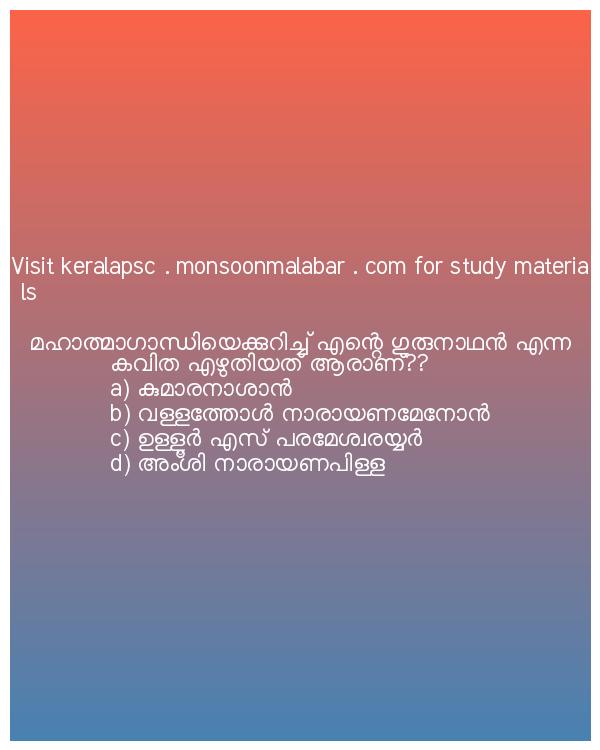 Visit keralapsc . monsoonmalabar . com for study materia
ls
മഹാത്മാഗാന്ധിയെക്കുറിച്ച് എന്റെ ഗുരുനാഥൻ എന്ന
കവിത എഴുതിയത് ആരാണ്??
a) കുമാരനാശാൻ
b) വള്ളത്തോൾ നാരായണമേനോൻ
c) ഉള്ളൂർ എസ് പരമേശ്വരയ്യർ
d) അംശി നാരായണപിള്ള